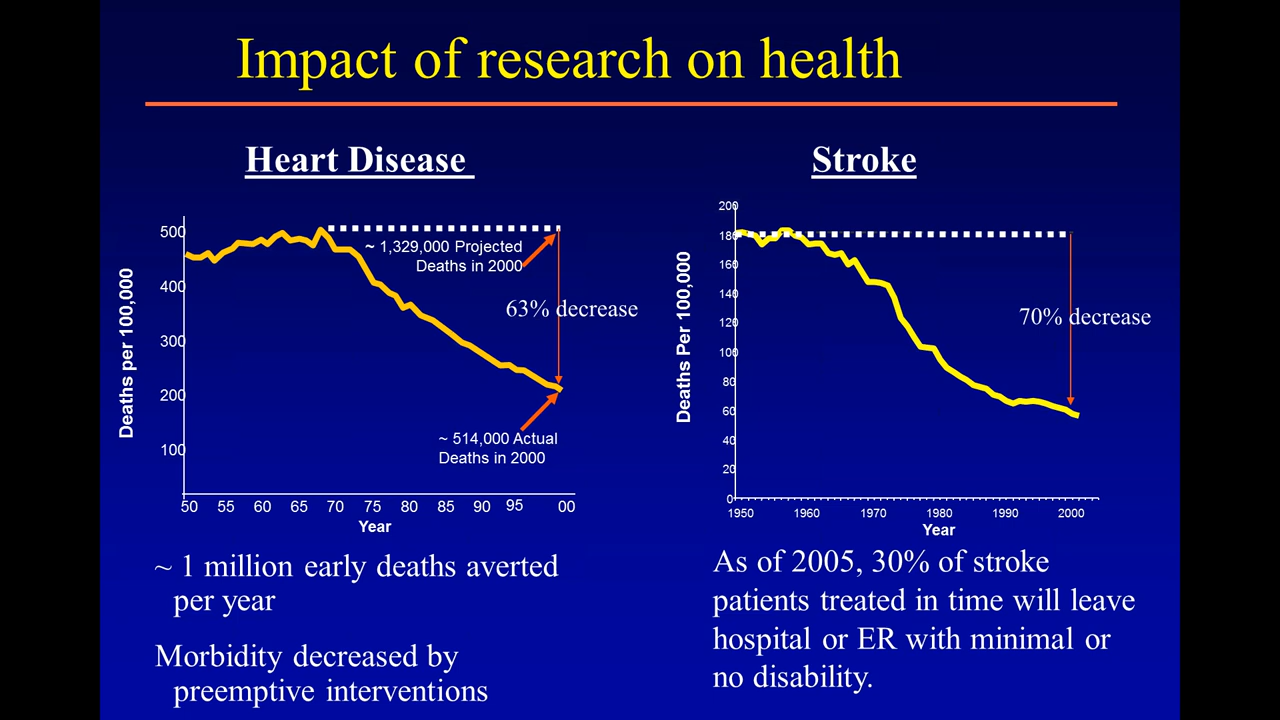 Impact of research on health
Heart Disease
Stroke
Deaths per 100,000
500
400
300
200
100
~ 1,329,000 Projected
Deaths in 2000
63% decrease
~ 514,000 Actual
Deaths in 2000
50 55 60 65 70 75 80 85 90 95 00
Year
Deaths Per 100,000
200
180
160
140
120
100
80
60
40
20
0
70% decrease
1950 1960 1970 1980 1990 2000
Year
~ 1 million early deaths averted
per year
Morbidity decreased by
preemptive interventions
As of 2005, 30% of stroke
patients treated in time will leave
hospital or ER with minimal or
no disability.